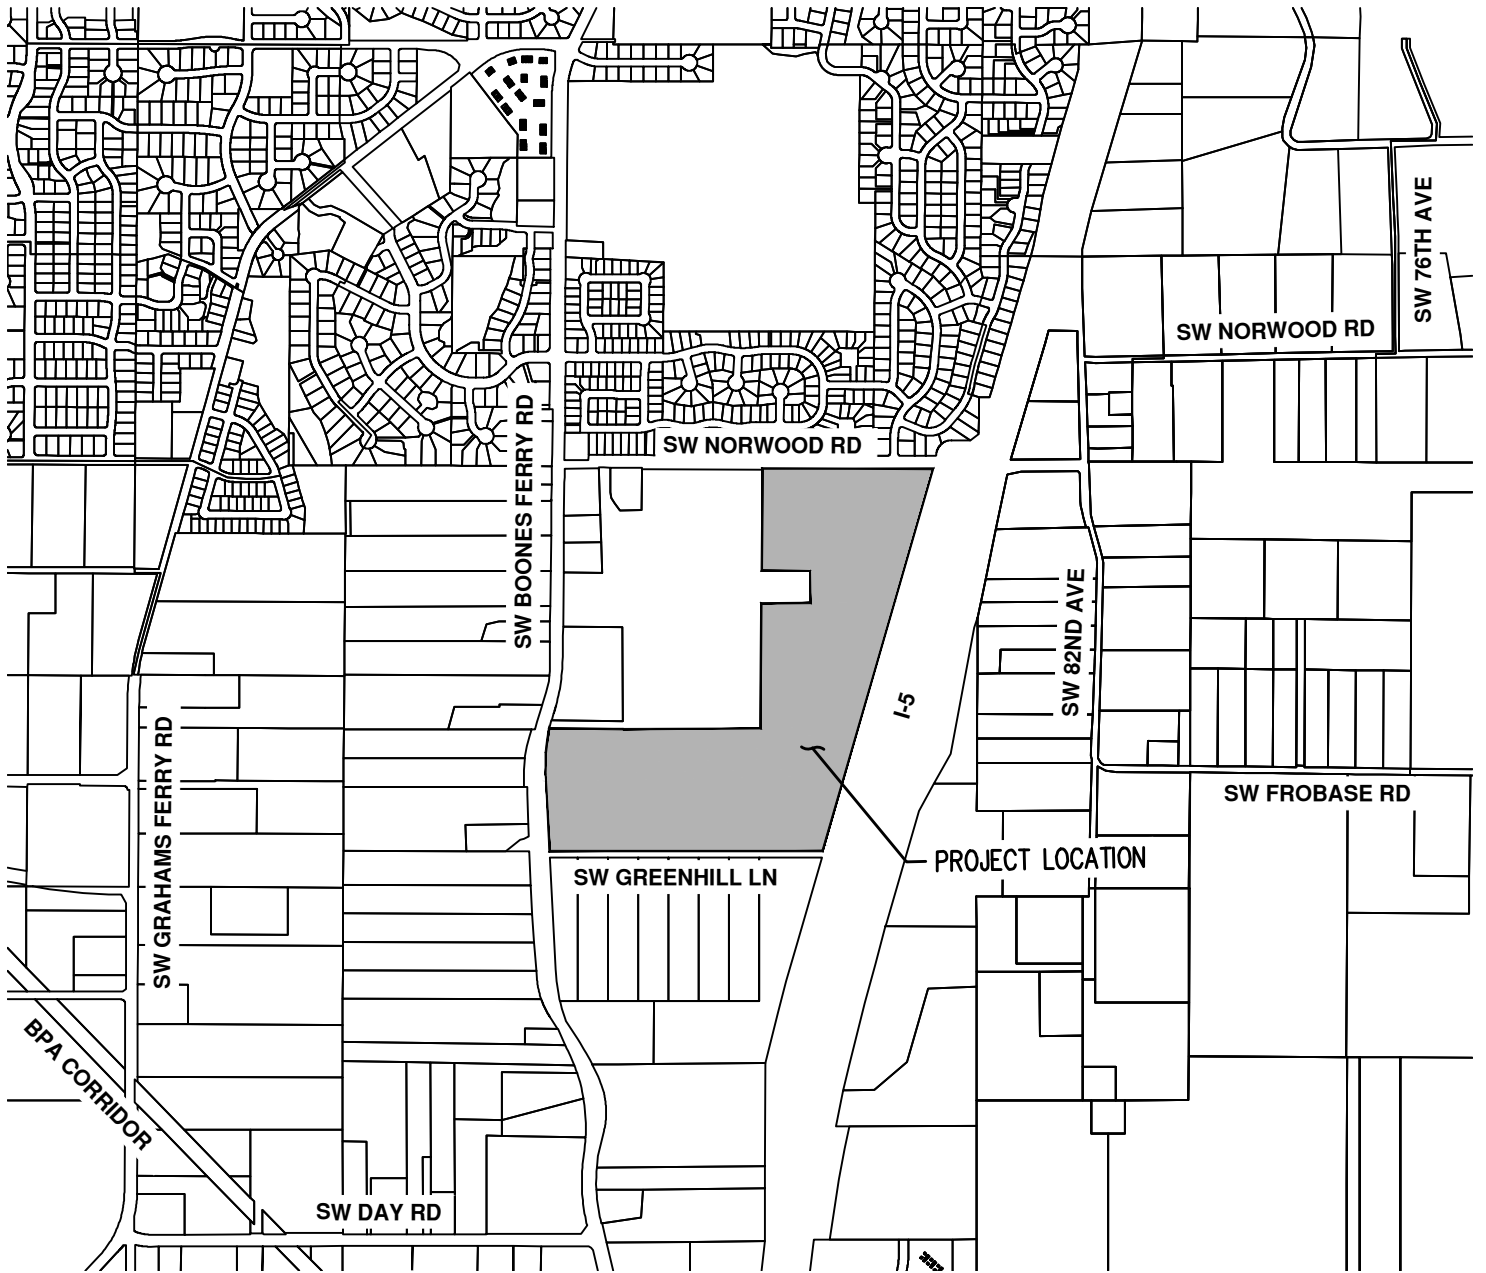 SW 76TH AVE
SW NORWOOD RD
SW NORWOOD RD
SW BOONES FERRY RD
SW 82ND AVE
I-5
SW GRAHAMS FERRY RD
SW FROBASE RD
PROJECT LOCATION
SW GREENHILL LN
BPA CORRIDOR
SW DAY RD